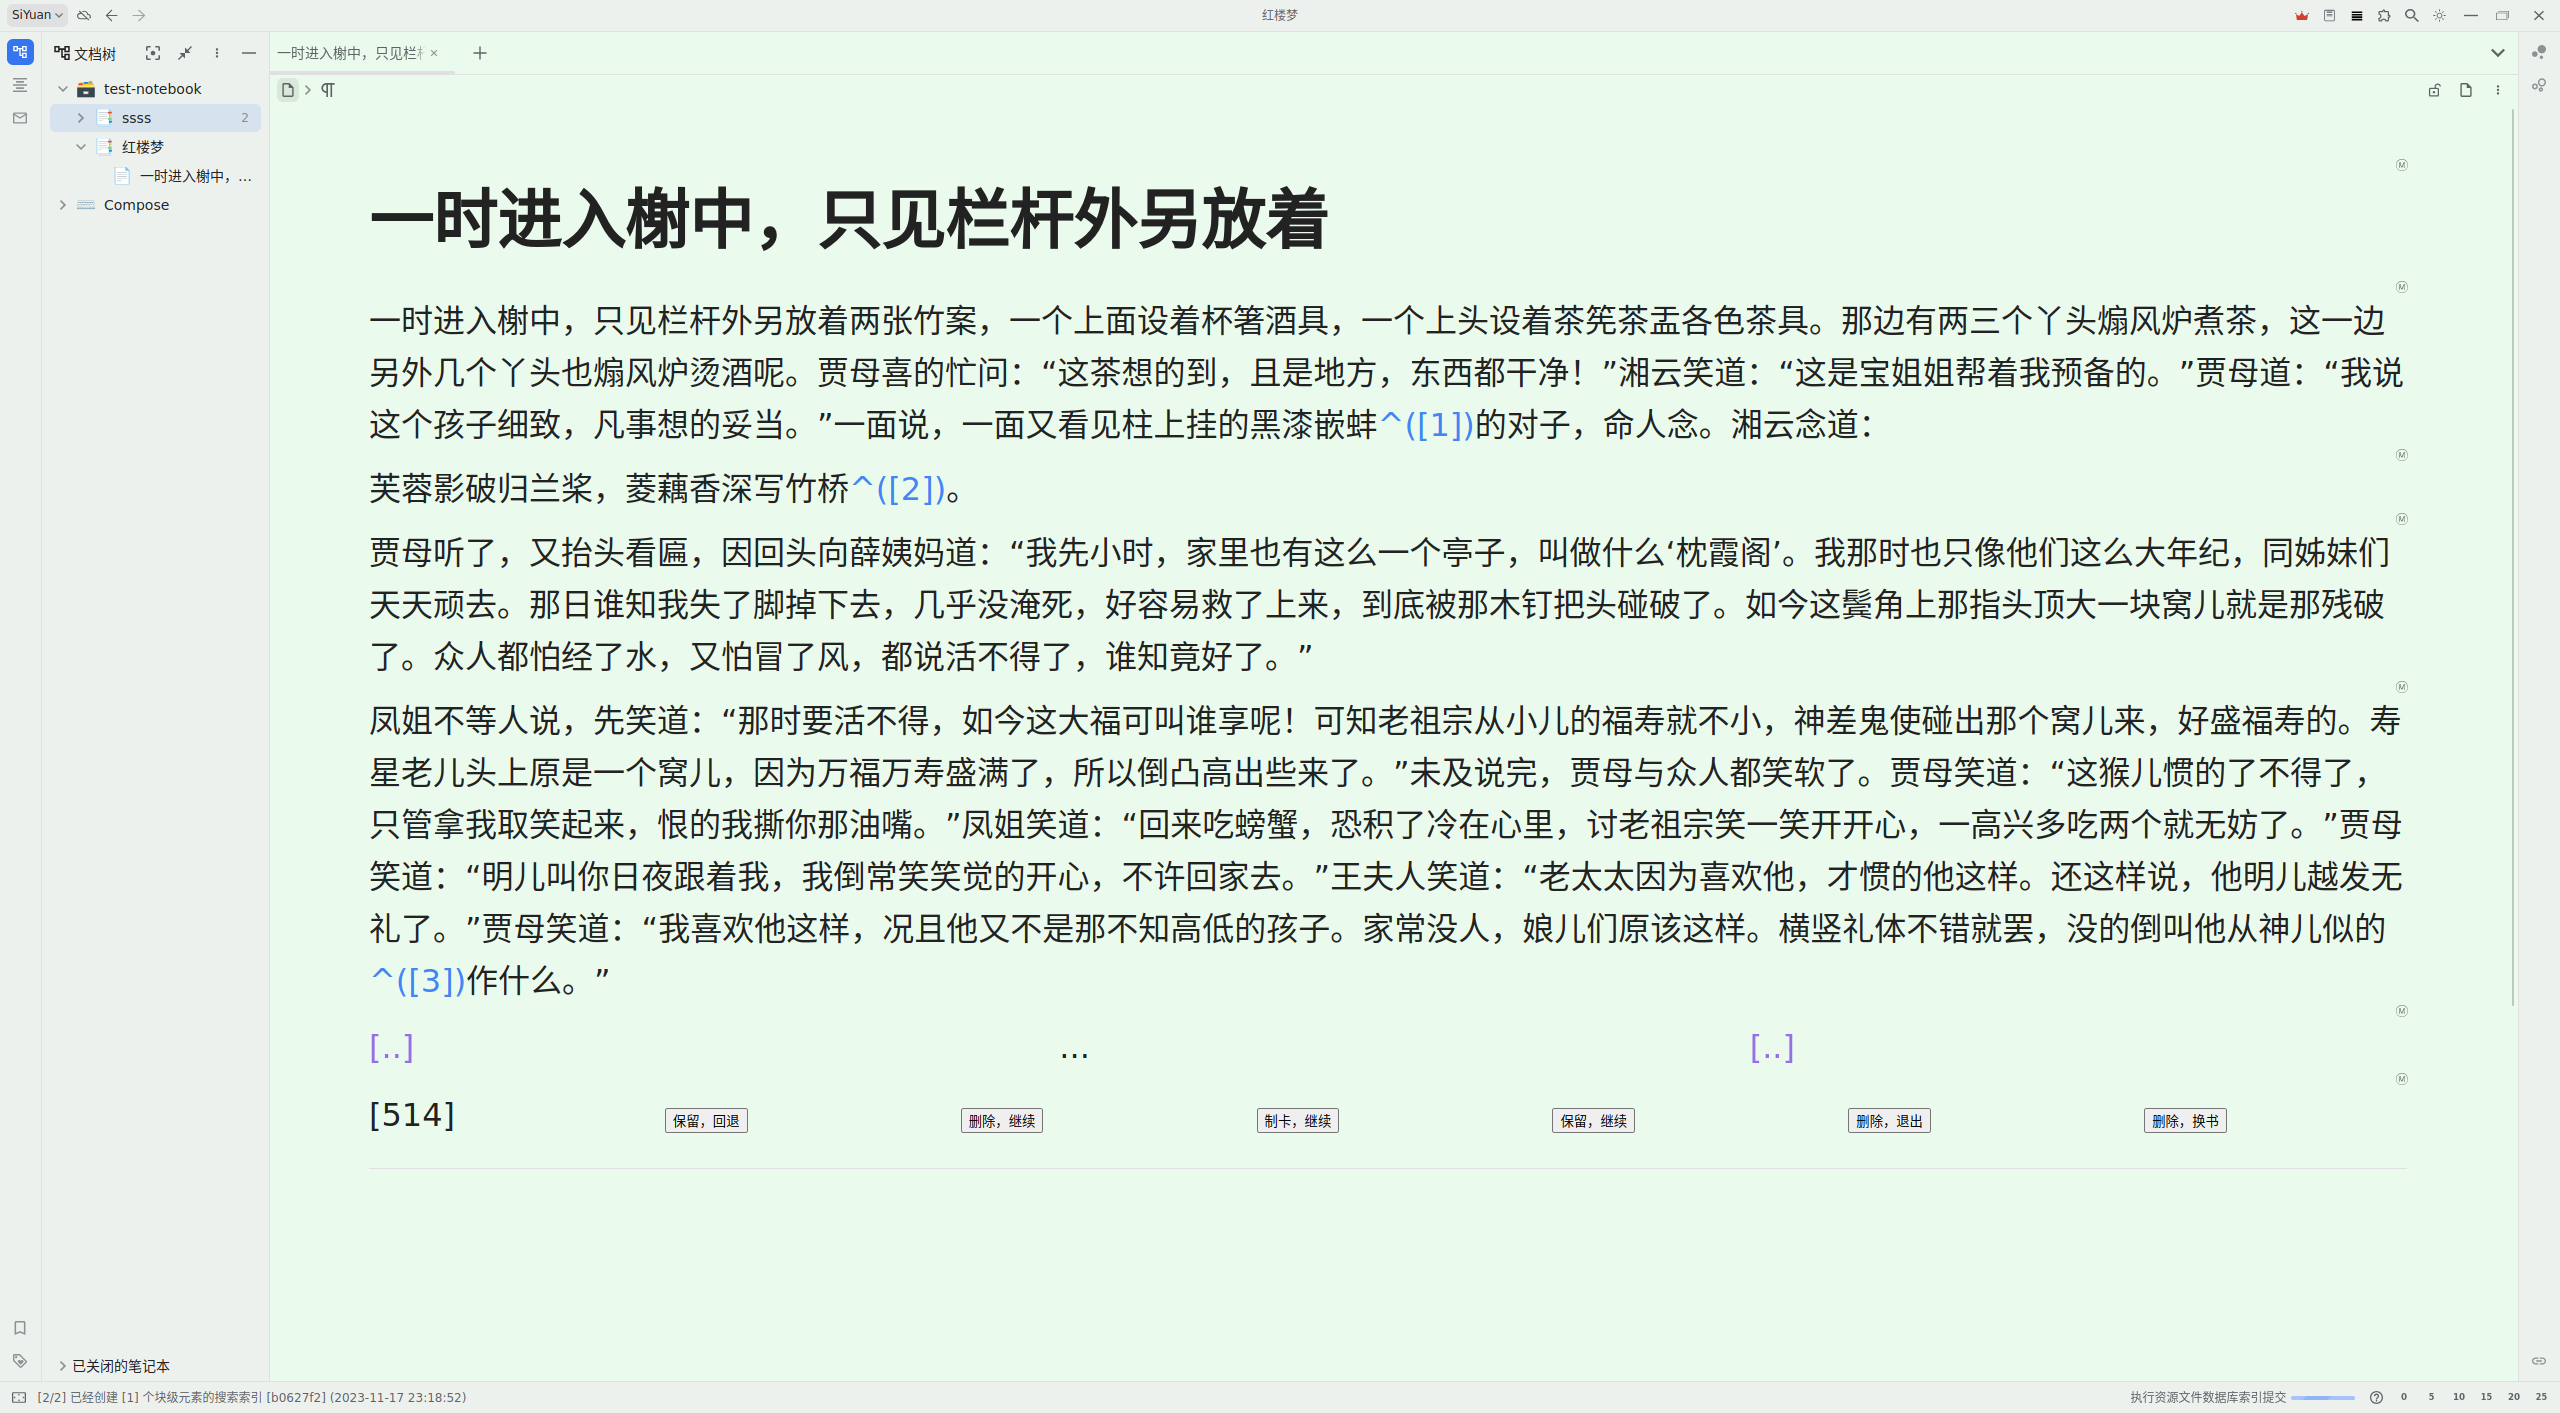 SiYuan
红楼梦
文档树
一时进入榭中，只见栏
test-notebook
ssss 2
红楼梦
一时进入榭中，...
Compose
一时进入榭中，只见栏杆外另放着
一时进入榭中，只见栏杆外另放着两张竹案，一个上面设着杯箸酒具，一个上头设着茶筅茶盂各色茶具。那边有两三个丫头煽风炉煮茶，这一边
另外几个丫头也煽风炉烫酒呢。贾母喜的忙问：“这茶想的到，且是地方，东西都干净！”湘云笑道：“这是宝姐姐帮着我预备的。”贾母道：“我说
这个孩子细致，凡事想的妥当。”一面说，一面又看见柱上挂的黑漆嵌蚌^([1])的对子，命人念。湘云念道：
芙蓉影破归兰桨，菱藕香深写竹桥^([2])。
贾母听了，又抬头看匾，因回头向薛姨妈道：“我先小时，家里也有这么一个亭子，叫做什么‘枕霞阁’。我那时也只像他们这么大年纪，同姊妹们
天天顽去。那日谁知我失了脚掉下去，几乎没淹死，好容易救了上来，到底被那木钉把头碰破了。如今这鬓角上那指头顶大一块窝儿就是那残破
了。众人都怕经了水，又怕冒了风，都说活不得了，谁知竟好了。”
凤姐不等人说，先笑道：“那时要活不得，如今这大福可叫谁享呢！可知老祖宗从小儿的福寿就不小，神差鬼使碰出那个窝儿来，好盛福寿的。寿
星老儿头上原是一个窝儿，因为万福万寿盛满了，所以倒凸高出些来了。”未及说完，贾母与众人都笑软了。贾母笑道：“这猴儿惯的了不得了，
只管拿我取笑起来，恨的我撕你那油嘴。”凤姐笑道：“回来吃螃蟹，恐积了冷在心里，讨老祖宗笑一笑开开心，一高兴多吃两个就无妨了。”贾母
笑道：“明儿叫你日夜跟着我，我倒常笑笑觉的开心，不许回家去。”王夫人笑道：“老太太因为喜欢他，才惯的他这样。还这样说，他明儿越发无
礼了。”贾母笑道：“我喜欢他这样，况且他又不是那不知高低的孩子。家常没人，娘儿们原该这样。横竖礼体不错就罢，没的倒叫他从神儿似的
^([3])作什么。”
[..] ... [..]
[514] 保留，回退 删除，继续 制卡，继续 保留，继续 删除，退出 删除，换书
已关闭的笔记本
[2/2] 已经创建 [1] 个块级元素的搜索索引 [b0627f2] (2023-11-17 23:18:52)
执行资源文件数据库索引提交 0 5 10 15 20 25